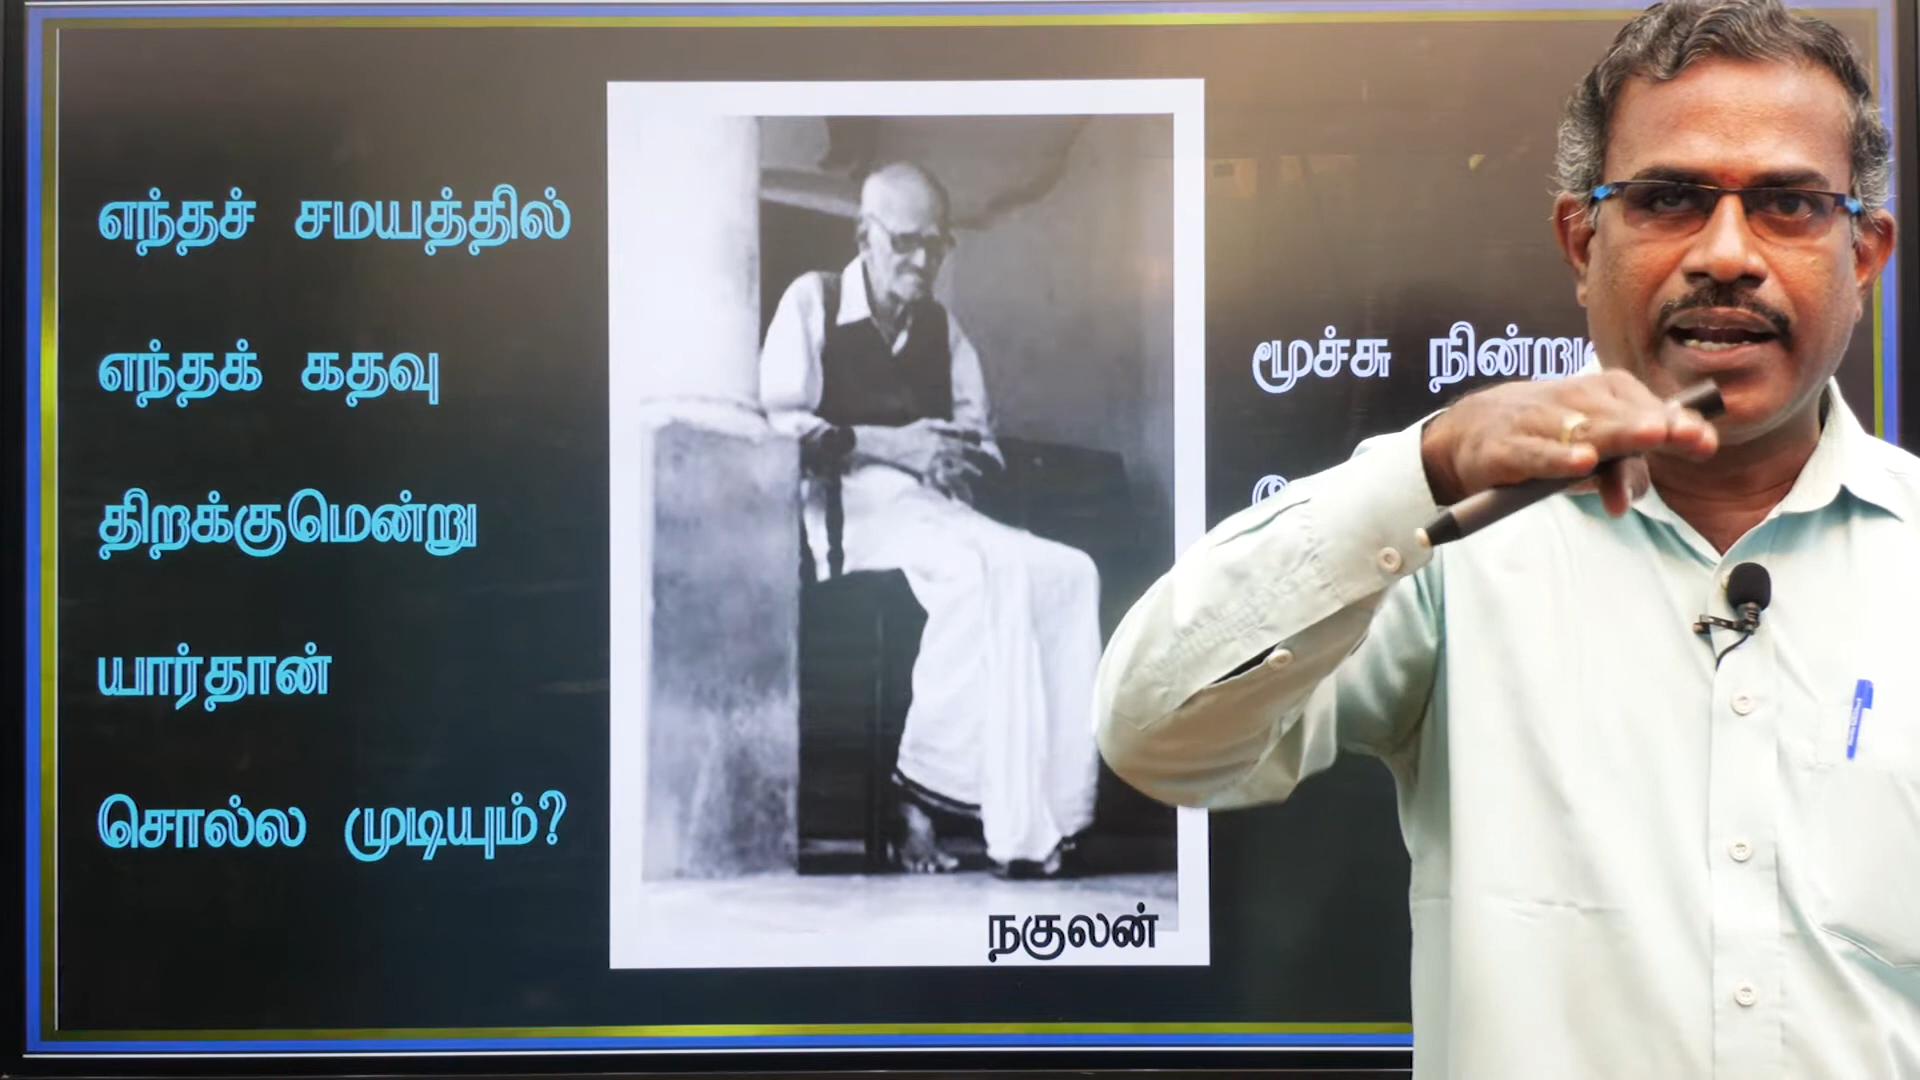 எந்தச் சமயத்தில்
எந்தக் கதவு
திறக்குமென்று
யார்தான்
சொல்ல முடியும்?
நகுலன்
மூச்சு